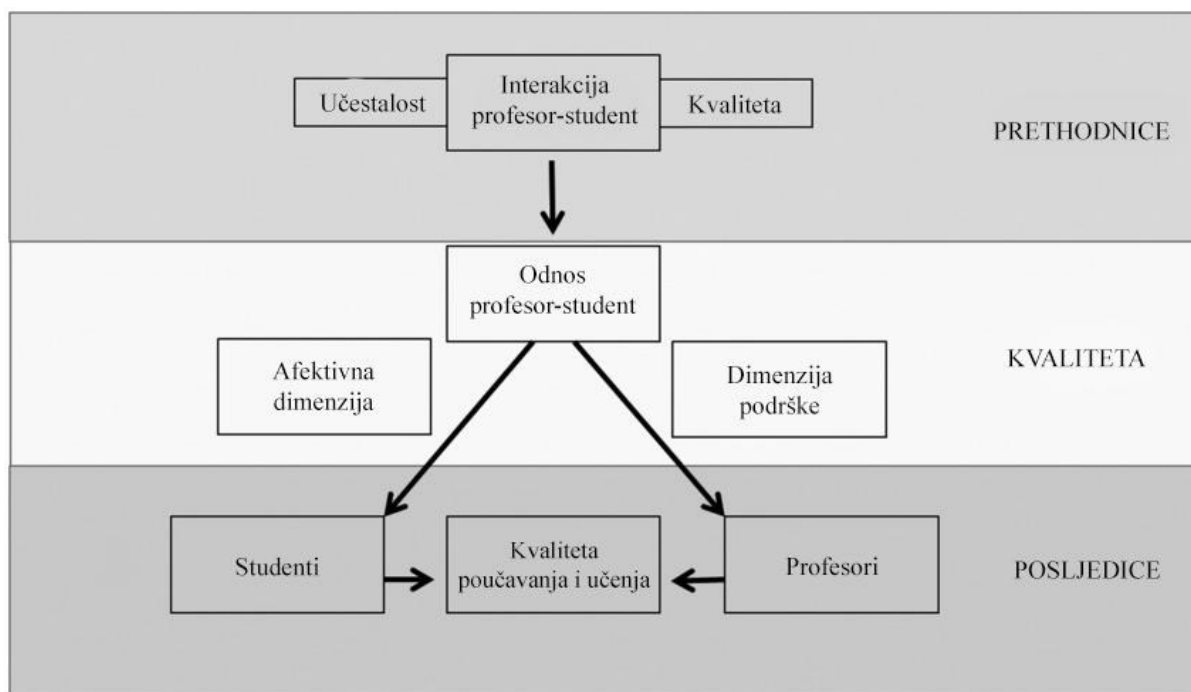 Učestalost
Interakcija
profesor-student
Kvaliteta
PRETHODNICE
Odnos
profesor-student
Afektivna
dimenzija
Dimenzija
podrške
KVALITETA
Studenti
Kvaliteta
poučavanja i učenja
Profesori
POSLJEDICE